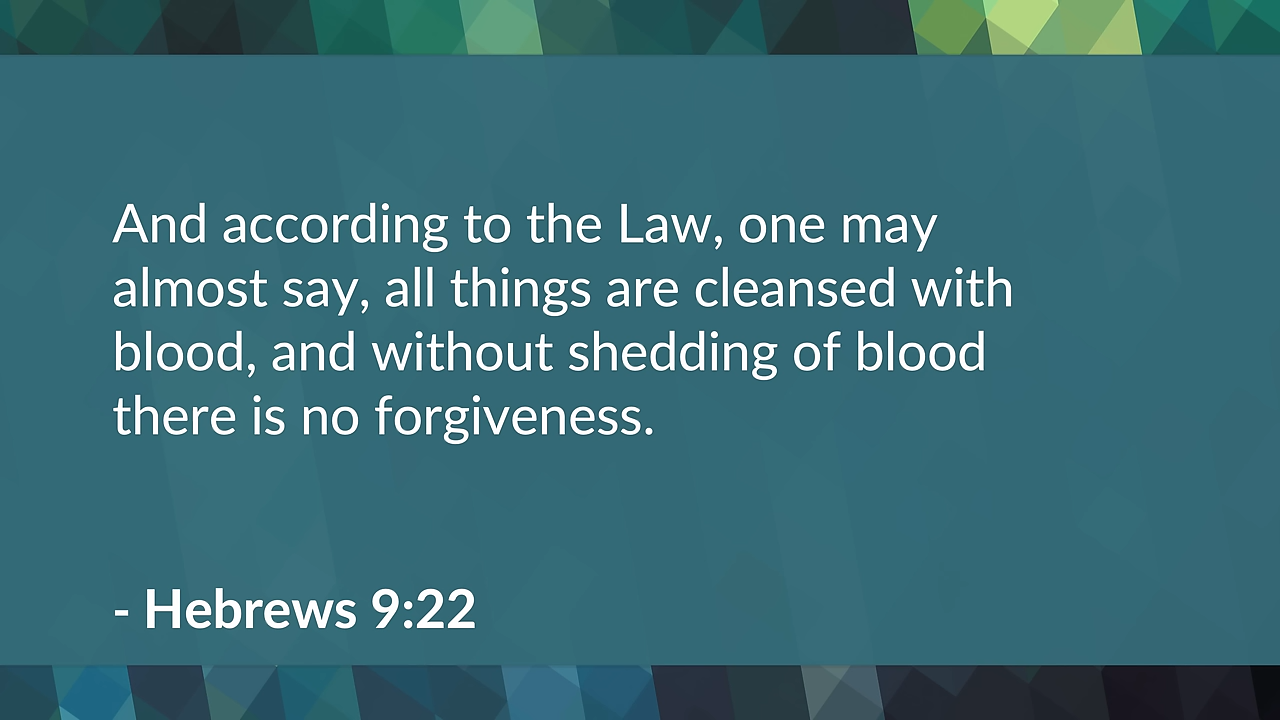 And according to the Law, one may
almost say, all things are cleansed with
blood, and without shedding of blood
there is no forgiveness.
- Hebrews 9:22